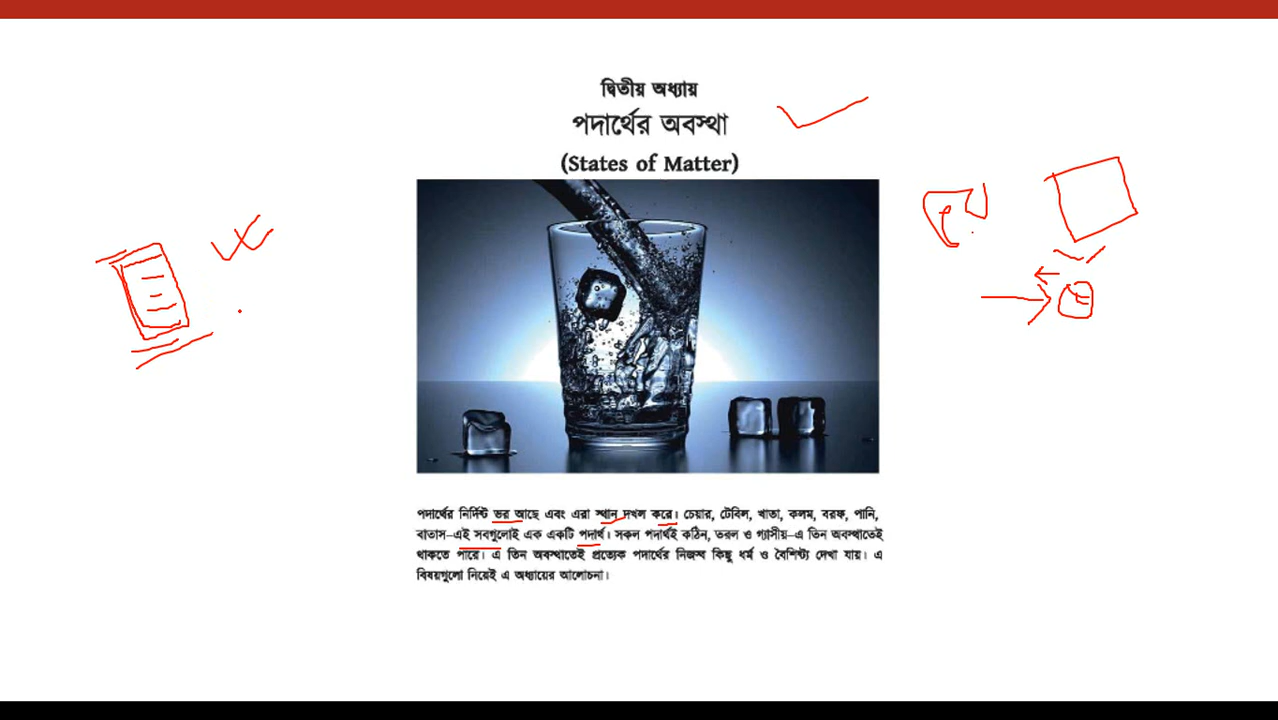 দ্বিতীয় অধ্যায়
পদার্থের অবস্থা
(States of Matter)
পদার্থের নির্দিষ্ট ভর আছে এবং এরা স্থান দখল করে। চেয়ার, টেবিল, খাতা, কলম, বরফ, পানি,
বাতাস–এই সবগুলোই এক একটি পদার্থ। সকল পদার্থই কঠিন, তরল ও গ্যাসীয়–এ তিন অবস্থাতেই
থাকতে পারে। এ তিন অবস্থাতেই প্রত্যেক পদার্থের নিজস্ব কিছু ধর্ম ও বৈশিষ্ট্য দেখা যায়। এ
বিষয়গুলো নিয়েই এ অধ্যায়ের আলোচনা।